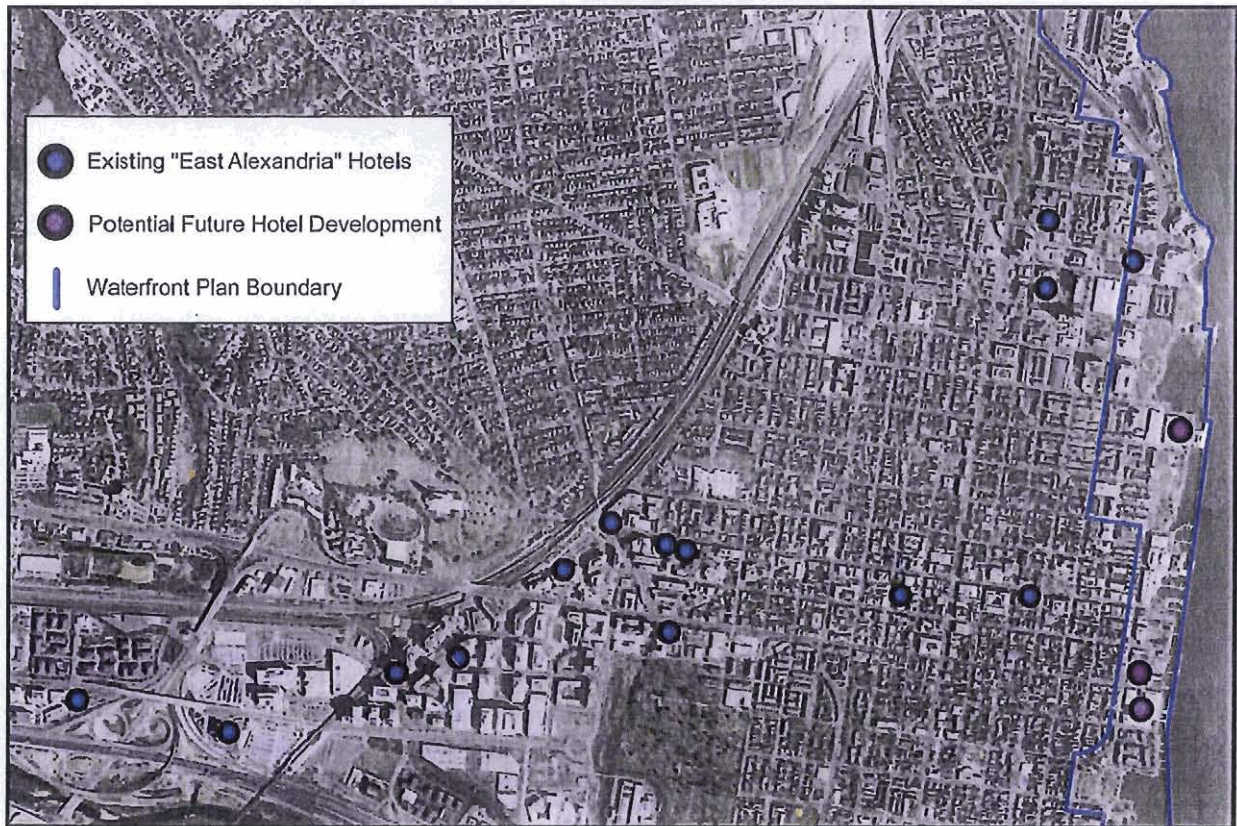 Existing "East Alexandria" Hotels
Potential Future Hotel Development
Waterfront Plan Boundary